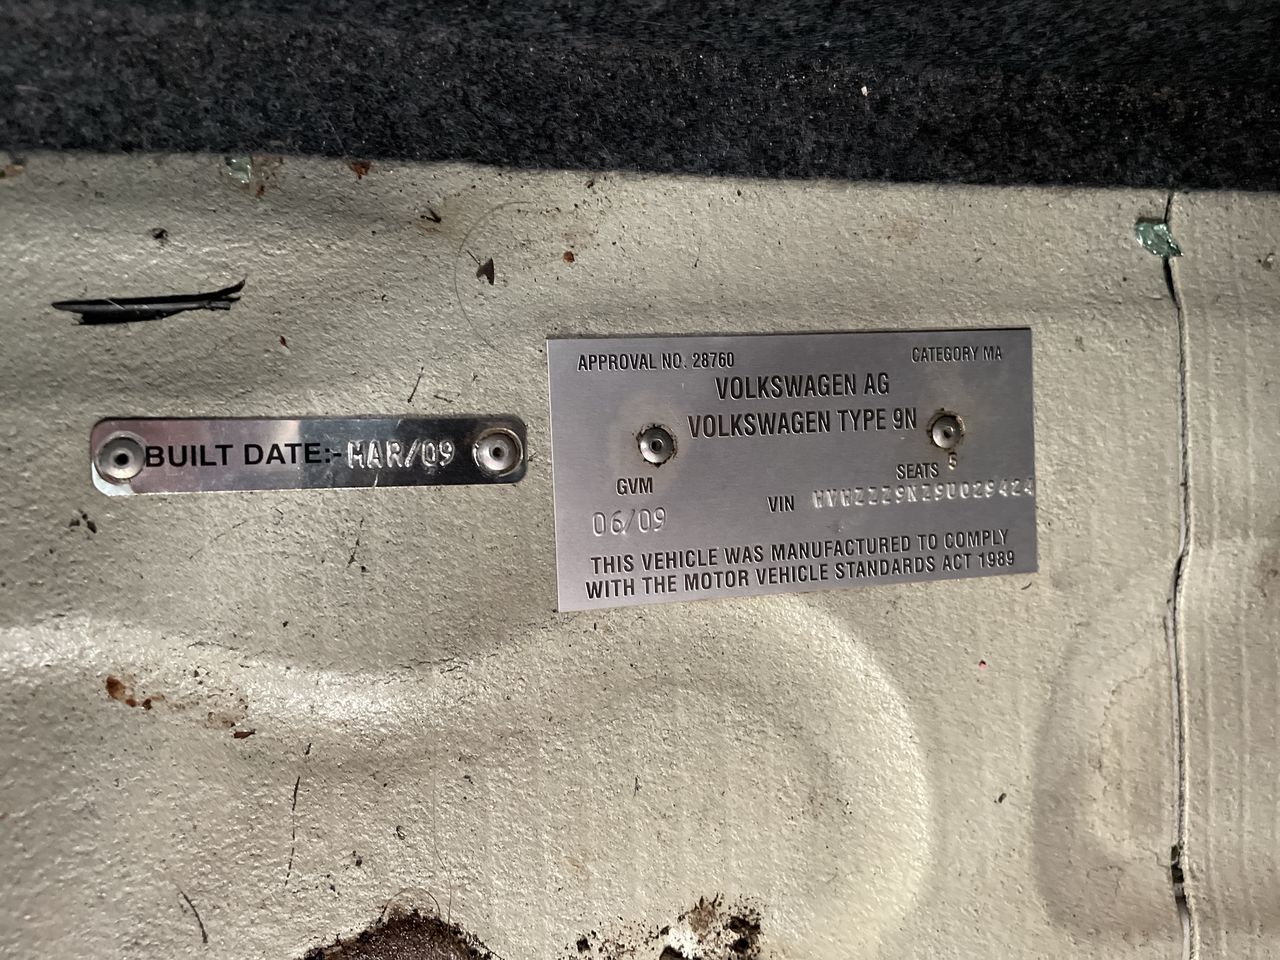 BUILT DATE:- MAR/09
APPROVAL NO. 28760 CATEGORY MA
VOLKSWAGEN AG
VOLKSWAGEN TYPE 9N
SEATS 5
GVM VIN WVWZZZ9NZ9U029424
06/09
THIS VEHICLE WAS MANUFACTURED TO COMPLY
WITH THE MOTOR VEHICLE STANDARDS ACT 1989